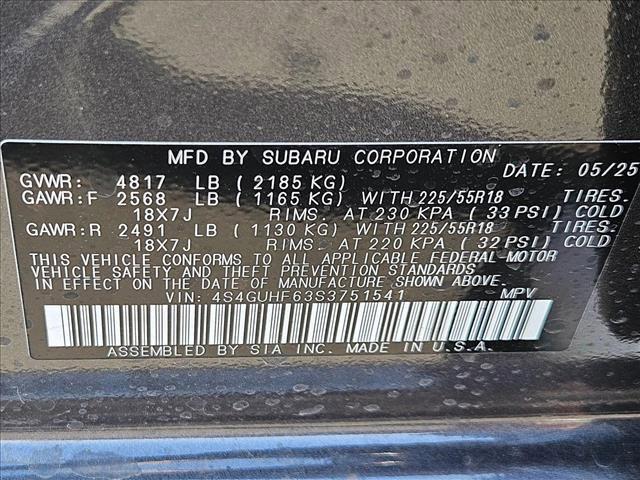 MFD BY SUBARU CORPORATION DATE: 05/25
GVWR: 4817 LB ( 2185 KG)
GAWR:F 2568 LB ( 1165 KG) WITH 225/55R18 TIRES.
18X7J RIMS. AT 230 KPA ( 33 PSI) COLD
GAWR:R 2491 LB ( 1130 KG) WITH 225/55R18 TIRES.
18X7J RIMS. AT 220 KPA ( 32 PSI) COLD
THIS VEHICLE CONFORMS TO ALL APPLICABLE FEDERAL MOTOR
VEHICLE SAFETY AND THEFT PREVENTION STANDARDS
IN EFFECT ON THE DATE OF MANUFACTURE SHOWN ABOVE.
VIN: 4S4GUHF63S3751541 MPV
ASSEMBLED BY SIA INC. MADE IN U.S.A.